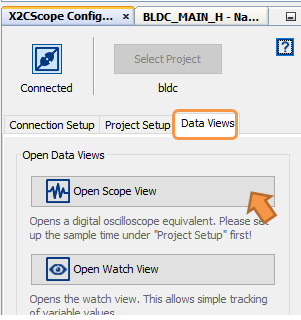 X2CScope Config... ×
BLDC_MAIN_H - Na...
Select Project
?
Connected
bldc
Connection Setup
Project Setup
Data Views
Open Data Views
Open Scope View
Opens a digital oscilloscope equivalent. Please set
up the sample time under "Project Setup" first!
Open Watch View
Opens the watch view. This allows simple tracking
of variable values